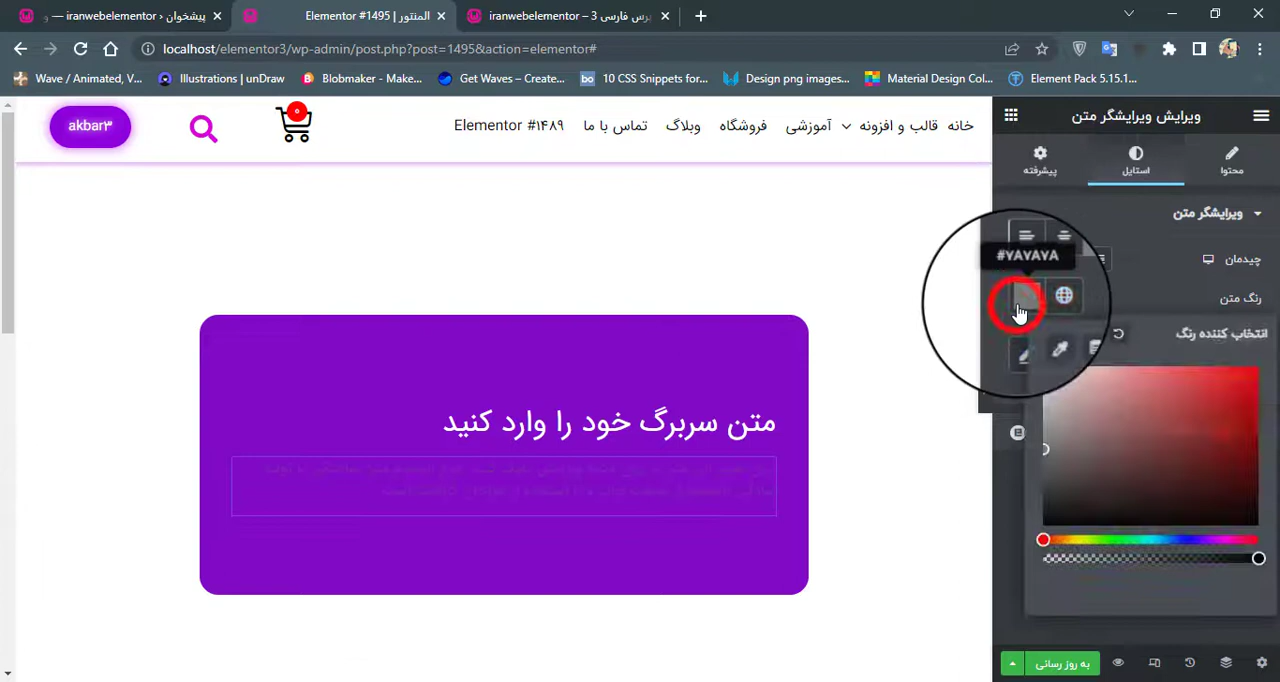 پیشخوان ‹ iranwebelementor — و
Elementor #1495 | المنتور
iranwebelementor – 3 برس فارسی
localhost/elementor3/wp-admin/post.php?post=1495&action=elementor#
Wave / Animated, V...
Illustrations | unDraw
Blobmaker - Make...
Get Waves – Create...
bo
10 CSS Snippets for...
Design png images...
Material Design Col...
Element Pack 5.15.1...
ویرایش ویرایشگر متن
خانه
قالب و افزونه
آموزشی
فروشگاه
وبلاگ
تماس با ما
Elementor #۱۴۸۹
۰
akbar۳
محتوا
استایل
پیشرفته
ویرایشگر متن
#۷A۷A۷A
چیدمان
رنگ متن
انتخاب کننده رنگ
متن سربرگ خود را وارد کنید
به روز رسانی